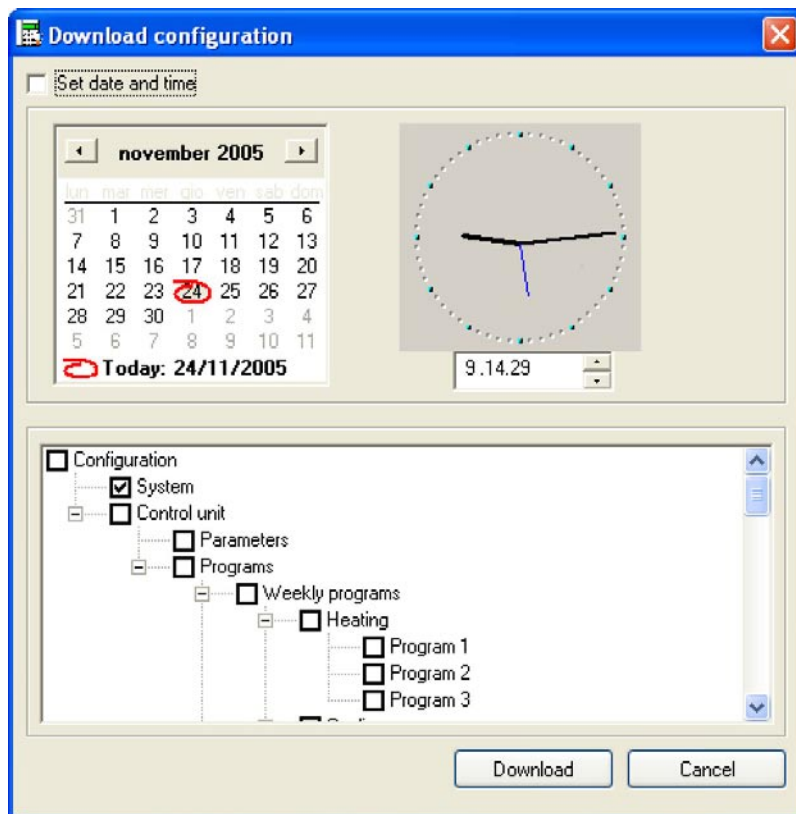 Download configuration
Set date and time
november 2005
lun mar mer gio ven sab dom
31 1 2 3 4 5 6
7 8 9 10 11 12 13
14 15 16 17 18 19 20
21 22 23 24 25 26 27
28 29 30 1 2 3 4
5 6 7 8 9 10 11
Today: 24/11/2005
9.14.29
Configuration
System
Control unit
Parameters
Programs
Weekly programs
Heating
Program 1
Program 2
Program 3
Download Cancel